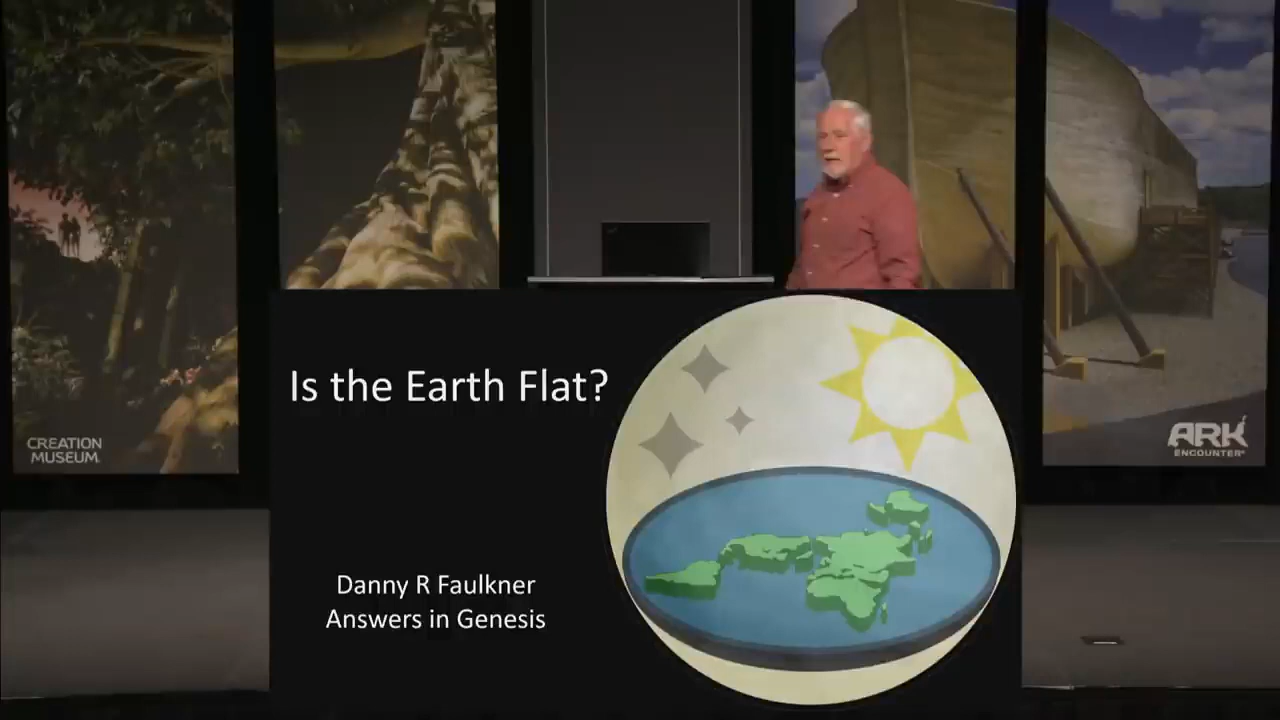 Is the Earth Flat?
Danny R Faulkner
Answers in Genesis
CREATION
MUSEUM
ARK
ENCOUNTER